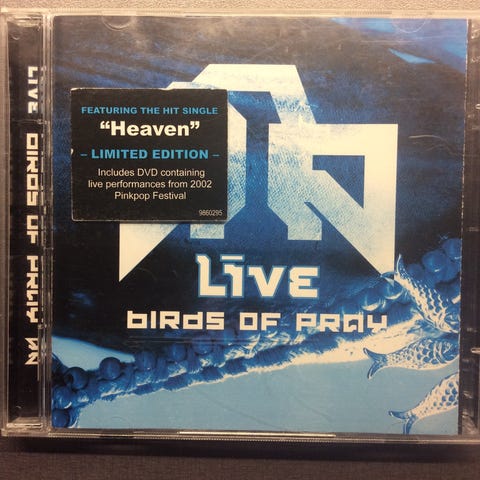 LIVE BIRDS OF PRAY
FEATURING THE HIT SINGLE
“Heaven”
– LIMITED EDITION –
Includes DVD containing
live performances from 2002
Pinkpop Festival
9860295
LĪVE
bIRds OF PRaY